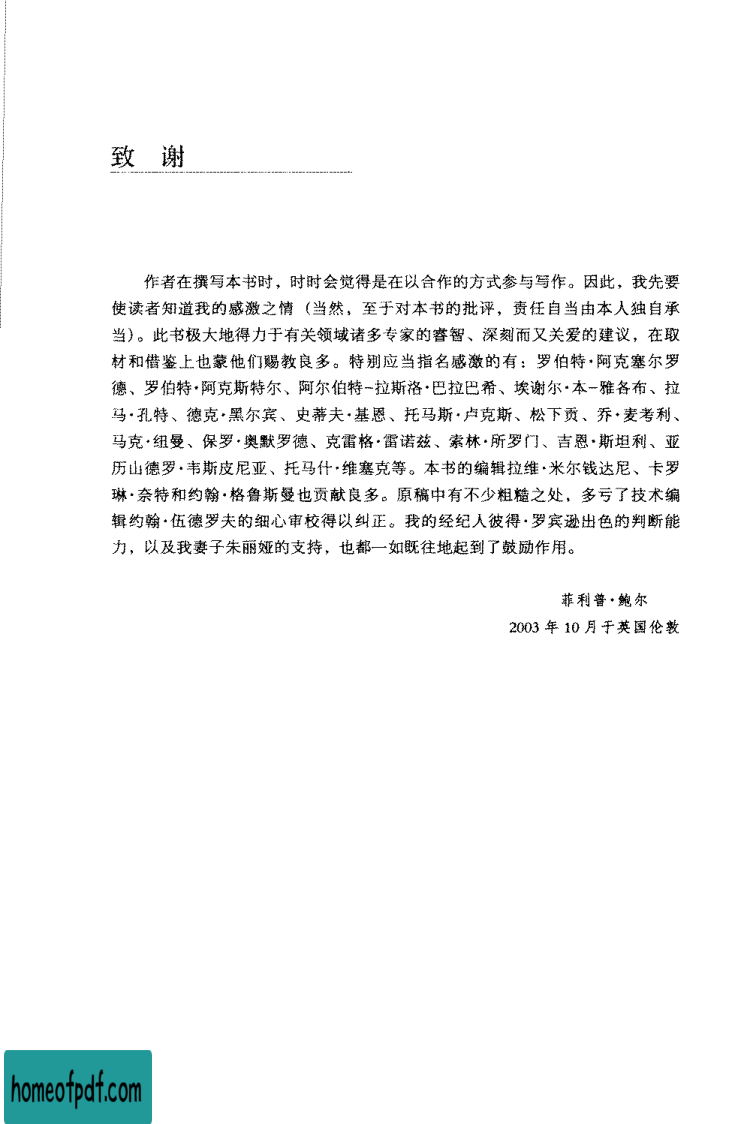 致 谢
作者在撰写本书时，时时会觉得是在以合作的方式参与写作。因此，我先要
使读者知道我的感激之情（当然，至于对本书的批评，责任自当由本人独自承
当）。此书极大地得力于有关领域诸多专家的睿智、深刻而又关爱的建议，在取
材和借鉴上也蒙他们赐教良多。特别应当指名感激的有：罗伯特·阿克塞尔罗
德、罗伯特·阿克斯特尔、阿尔伯特-拉斯洛·巴拉巴希、埃谢尔·本-雅各布、拉
马·孔特、德克·黑尔宾、史蒂夫·基恩、托马斯·卢克斯、松下贡、乔·麦考利、
马克·纽曼、保罗·奥默罗德、克雷格·雷诺兹、索林·所罗门、吉恩·斯坦利、亚
历山德罗·韦斯皮尼亚、托马什·维塞克等。本书的编辑拉维·米尔钱达尼、卡罗
琳·奈特和约翰·格鲁斯曼也贡献良多。原稿中有不少粗糙之处，多亏了技术编
辑约翰·伍德罗夫的细心审校得以纠正。我的经纪人彼得·罗宾逊出色的判断能
力，以及我妻子朱丽娅的支持，也都一如既往地起到了鼓励作用。
菲利普·鲍尔
2003 年 10 月于英国伦敦
homeofpdf.com